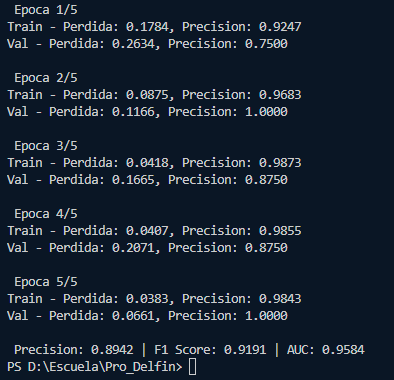 Epoca 1/5
Train - Perdida: 0.1784, Precision: 0.9247
Val - Perdida: 0.2634, Precision: 0.7500
Epoca 2/5
Train - Perdida: 0.0875, Precision: 0.9683
Val - Perdida: 0.1166, Precision: 1.0000
Epoca 3/5
Train - Perdida: 0.0418, Precision: 0.9873
Val - Perdida: 0.1665, Precision: 0.8750
Epoca 4/5
Train - Perdida: 0.0407, Precision: 0.9855
Val - Perdida: 0.2071, Precision: 0.8750
Epoca 5/5
Train - Perdida: 0.0383, Precision: 0.9843
Val - Perdida: 0.0661, Precision: 1.0000
Precision: 0.8942 | F1 Score: 0.9191 | AUC: 0.9584
PS D:\Escuela\Pro_Delfin>